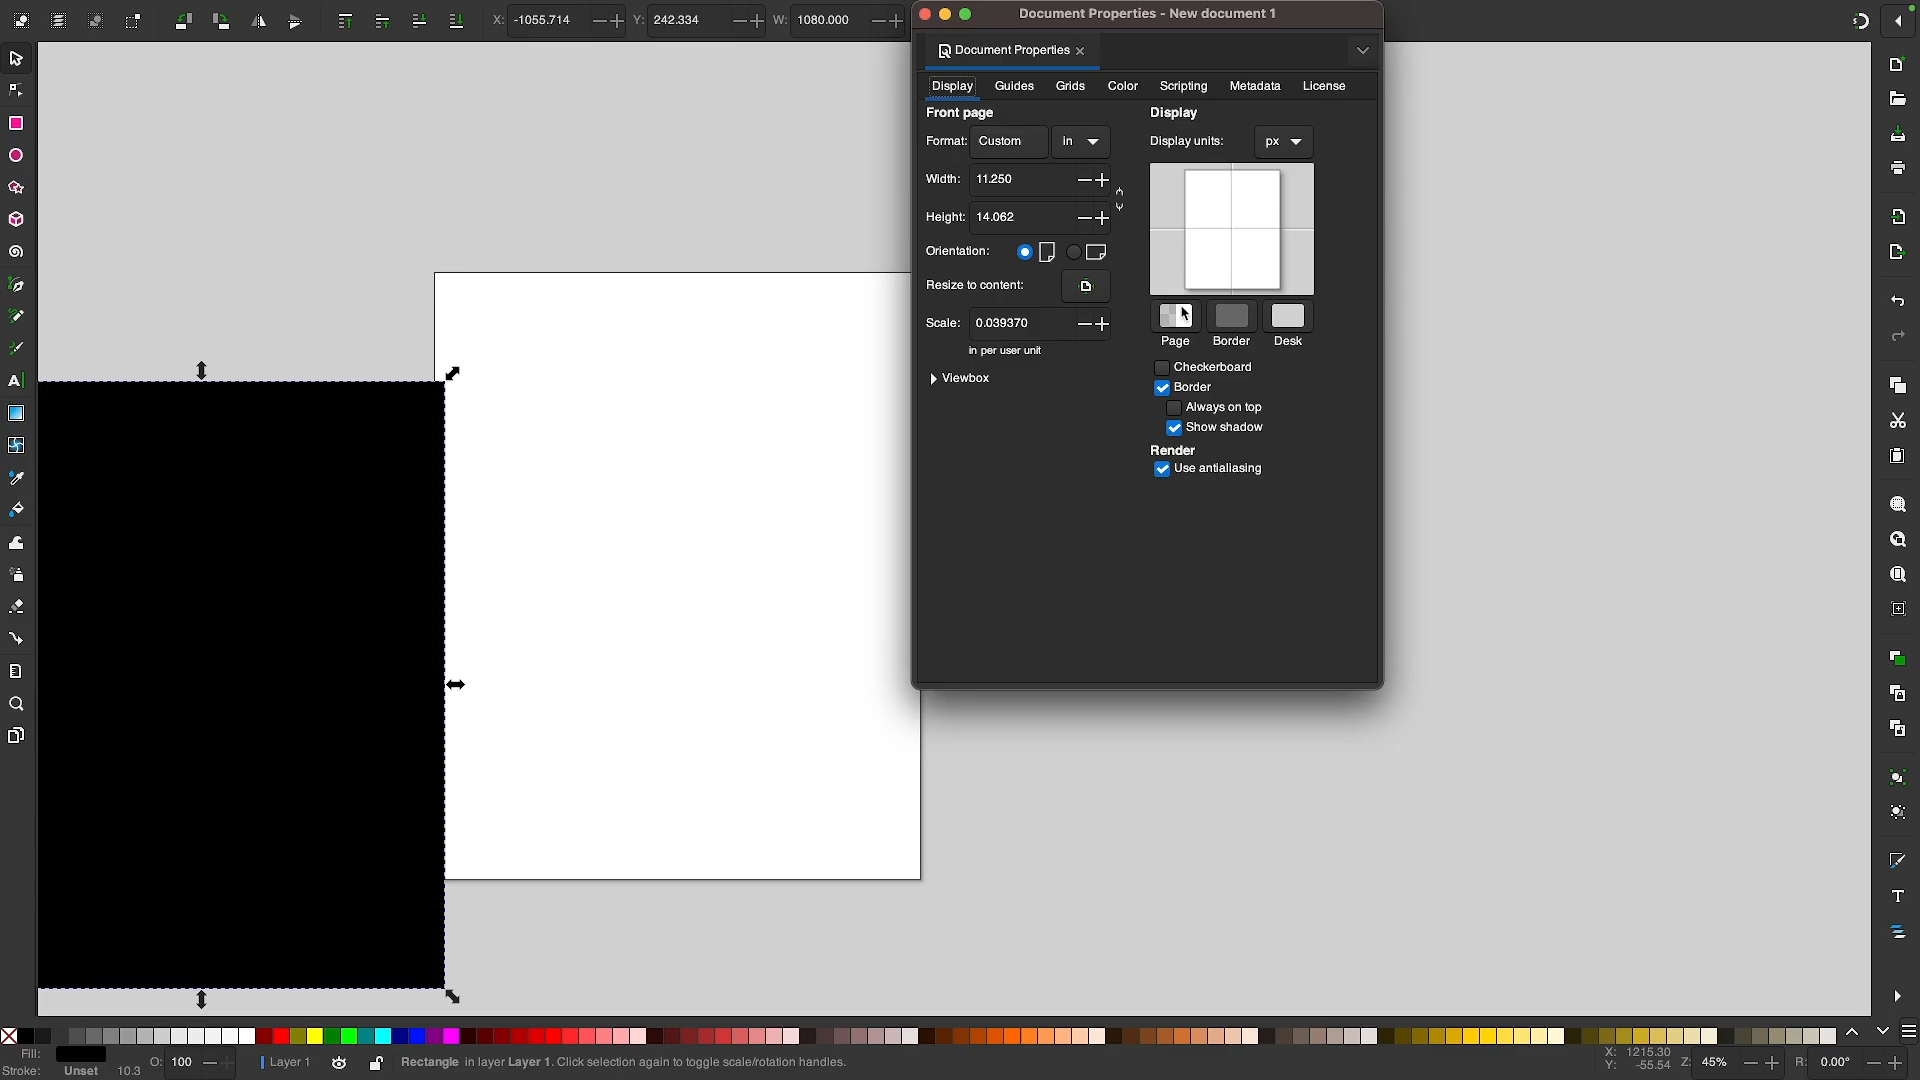 X: -1055.714 Y: 242.334 W: 1080.000
Document Properties - New document 1
Document Properties
Display Guides Grids Color Scripting Metadata License
Front page
Format: Custom in
Width: 11.250
Height: 14.062
Orientation:
Resize to content:
Scale: 0.039370
in per user unit
Viewbox
Display
Display units: px
Page Border Desk
Checkerboard
Border
Always on top
Show shadow
Render
Use antialiasing
Fill:
Stroke: Unset 10.3
O: 100
Layer 1
Rectangle in layer Layer 1. Click selection again to toggle scale/rotation handles.
X: 1215.30
Y: -55.54
Z: 45%
R: 0.00°